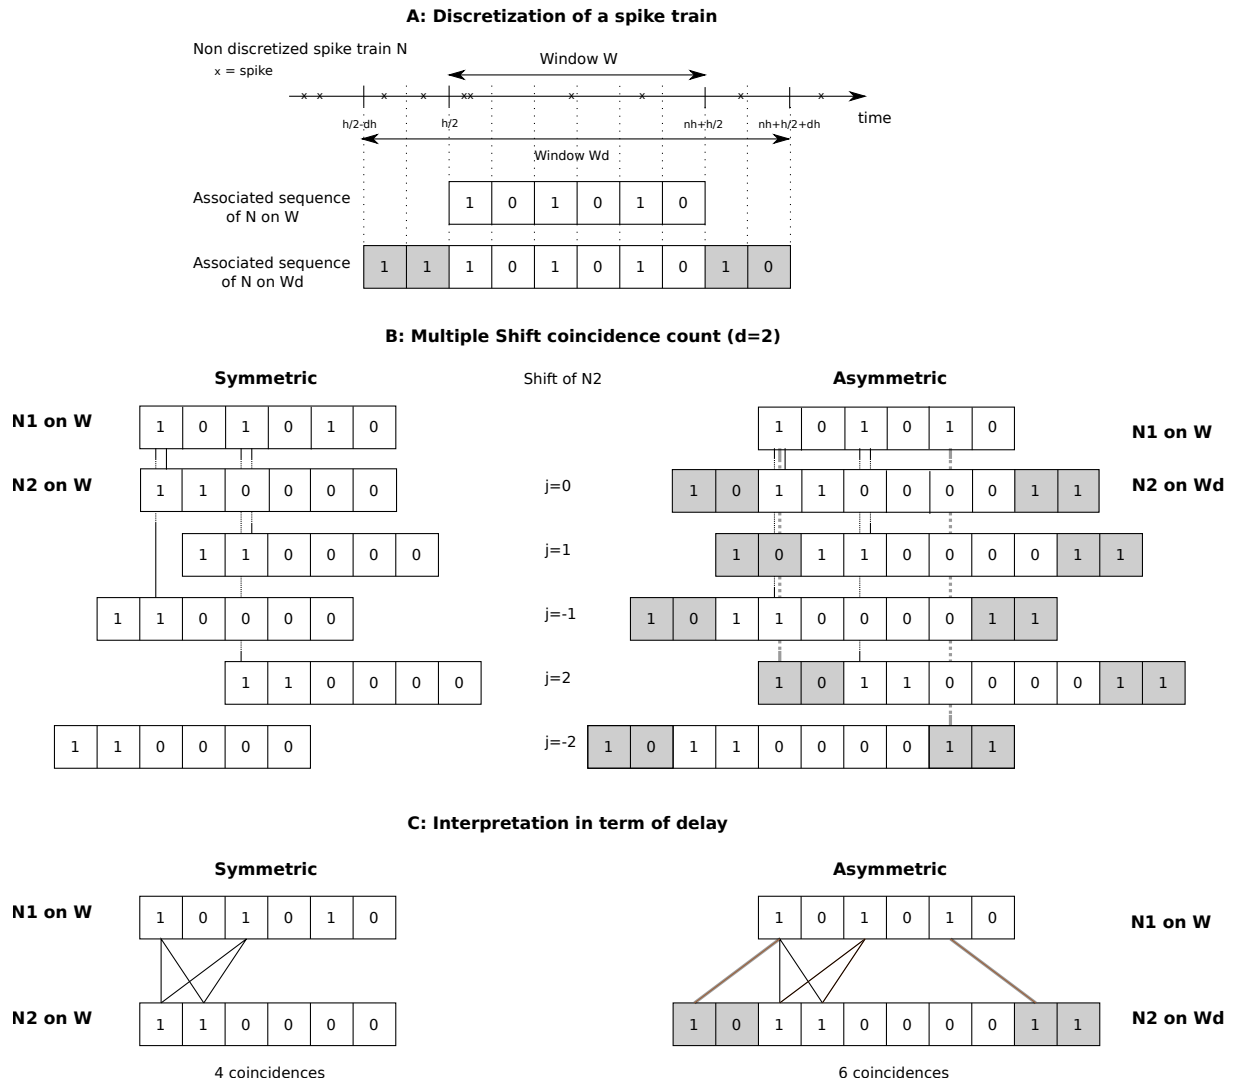 A: Discretization of a spike train
Non discretized spike train N
x = spike
Window W
x x x x xx x x x x
time
h/2-dh h/2 nh+h/2 nh+h/2+dh
Window Wd
Associated sequence
of N on W
1 0 1 0 1 0
Associated sequence
of N on Wd
1 1 1 0 1 0 1 0 1 0
B: Multiple Shift coincidence count (d=2)
Symmetric Shift of N2 Asymmetric
N1 on W 1 0 1 0 1 0 1 0 1 0 1 0 N1 on W
N2 on W 1 1 0 0 0 0 j=0 1 0 1 1 0 0 0 0 1 1 N2 on Wd
1 1 0 0 0 0 j=1 1 0 1 1 0 0 0 0 1 1
1 1 0 0 0 0 j=-1 1 0 1 1 0 0 0 0 1 1
1 1 0 0 0 0 j=2 1 0 1 1 0 0 0 0 1 1
1 1 0 0 0 0 j=-2 1 0 1 1 0 0 0 0 1 1
C: Interpretation in term of delay
Symmetric Asymmetric
N1 on W 1 0 1 0 1 0 1 0 1 0 1 0 N1 on W
N2 on W 1 1 0 0 0 0 1 0 1 1 0 0 0 0 1 1 N2 on Wd
4 coincidences 6 coincidences